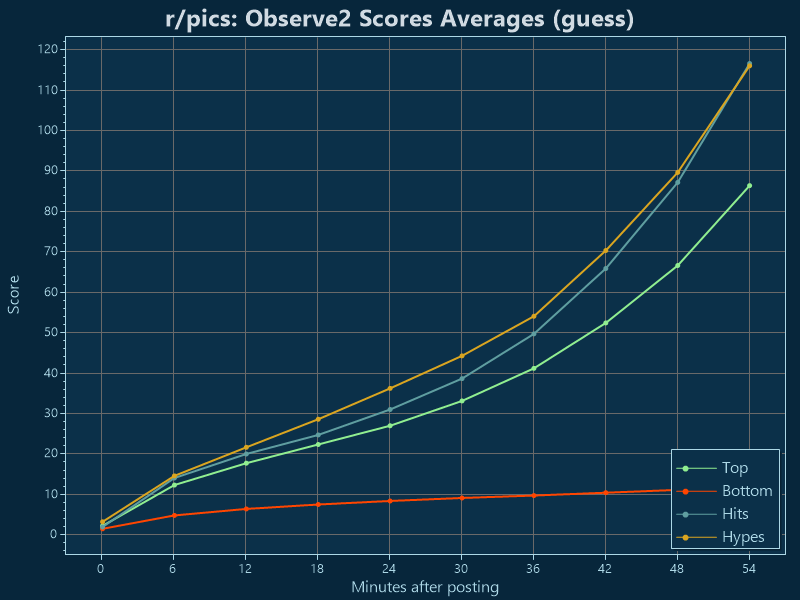 r/pics: Observe2 Scores Averages (guess)
120
110
100
90
80
70
60
50
40
30
20
10
0
Score
0 6 12 18 24 30 36 42 48 54
Minutes after posting
Top
Bottom
Hits
Hypes